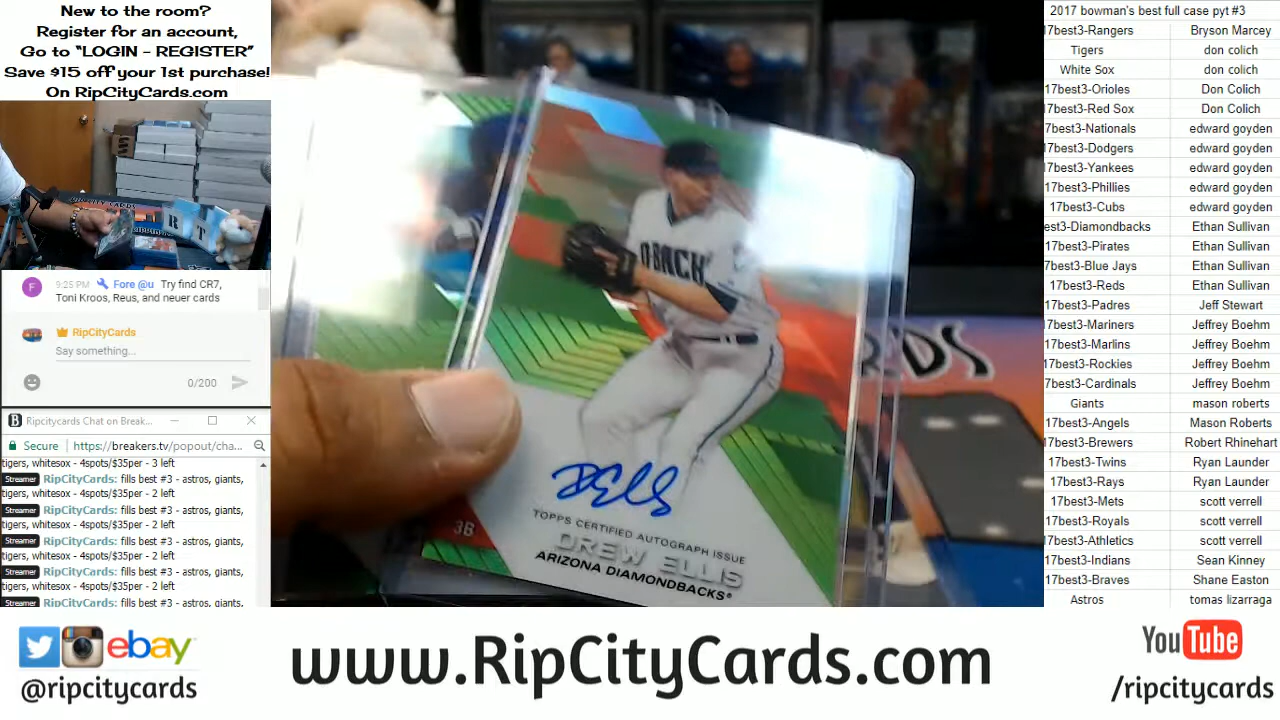 New to the room?
Register for an account,
Go to "LOGIN - REGISTER"
Save $15 off your 1st purchase!
On RipCityCards.com
R T
F 9:25 PM Fore @u Try find CR7,
Toni Kroos, Reus, and neuer cards
RipCityCards
Say something...
0/200
Ripcitycards Chat on Break...
Secure https://breakers.tv/popout/cha...
tigers, whitesox - 4spots/$35per - 3 left
Streamer RipCityCards: fills best #3 - astros, giants,
tigers, whitesox - 4spots/$35per - 2 left
Streamer RipCityCards: fills best #3 - astros, giants,
tigers, whitesox - 4spots/$35per - 2 left
Streamer RipCityCards: fills best #3 - astros, giants,
tigers, whitesox - 4spots/$35per - 2 left
Streamer RipCityCards: fills best #3 - astros, giants,
tigers, whitesox - 4spots/$35per - 2 left
Streamer RipCityCards: fills best #3 - astros, giants,
D-BACK
RDS
3B
TOPPS CERTIFIED AUTOGRAPH ISSUE
DREW ELLIS
ARIZONA DIAMONDBACKS®
2017 bowman's best full case pyt #3
17best3-Rangers Bryson Marcey
Tigers don colich
White Sox don colich
17best3-Orioles Don Colich
17best3-Red Sox Don Colich
7best3-Nationals edward goyden
7best3-Dodgers edward goyden
7best3-Yankees edward goyden
17best3-Phillies edward goyden
17best3-Cubs edward goyden
est3-Diamondbacks Ethan Sullivan
17best3-Pirates Ethan Sullivan
7best3-Blue Jays Ethan Sullivan
17best3-Reds Ethan Sullivan
17best3-Padres Jeff Stewart
17best3-Mariners Jeffrey Boehm
17best3-Marlins Jeffrey Boehm
17best3-Rockies Jeffrey Boehm
7best3-Cardinals Jeffrey Boehm
Giants mason roberts
17best3-Angels Mason Roberts
17best3-Brewers Robert Rhinehart
17best3-Twins Ryan Launder
17best3-Rays Ryan Launder
17best3-Mets scott verrell
17best3-Royals scott verrell
17best3-Athletics scott verrell
17best3-Indians Sean Kinney
17best3-Braves Shane Easton
Astros tomas lizarraga
ebay
@ripcitycards
www.RipCityCards.com
YouTube
/ripcitycards